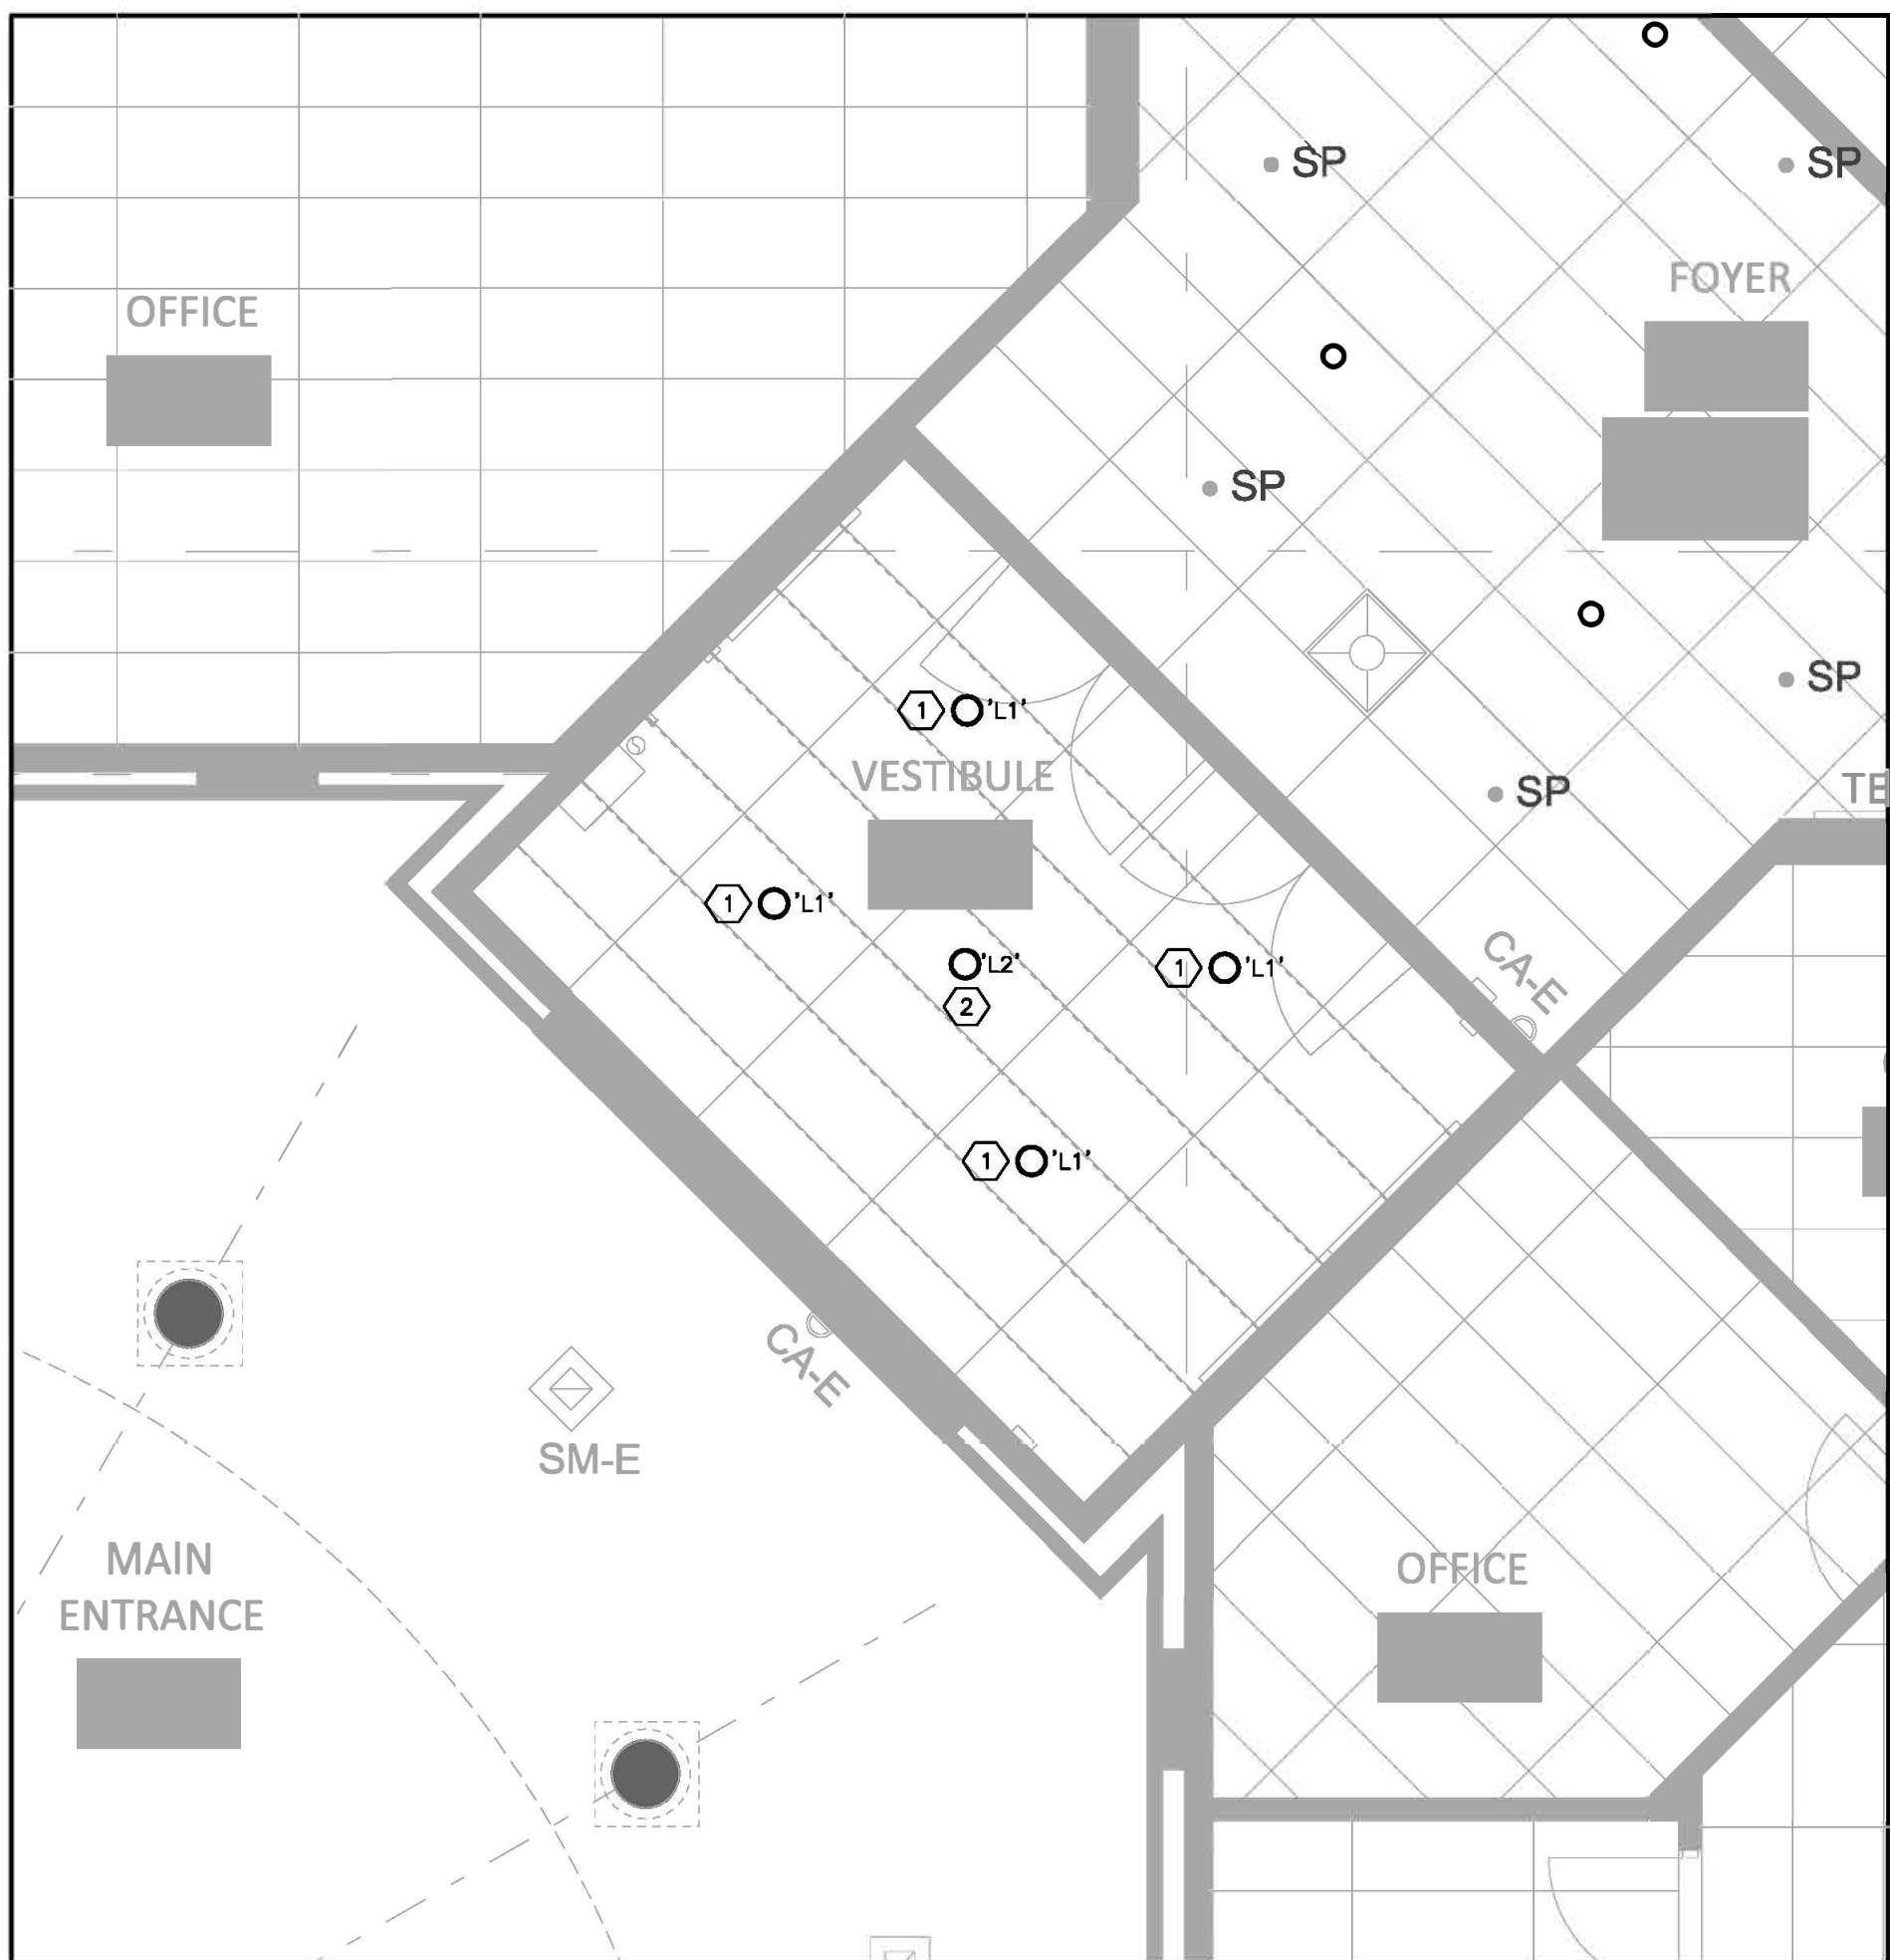 SP
SP
FOYER
OFFICE
SP
SP
1 'L1'
VESTIBULE
SP
1 'L1'
'L2'
2
1 'L1'
CA-E
1 'L1'
CA-E
SM-E
MAIN
ENTRANCE
OFFICE